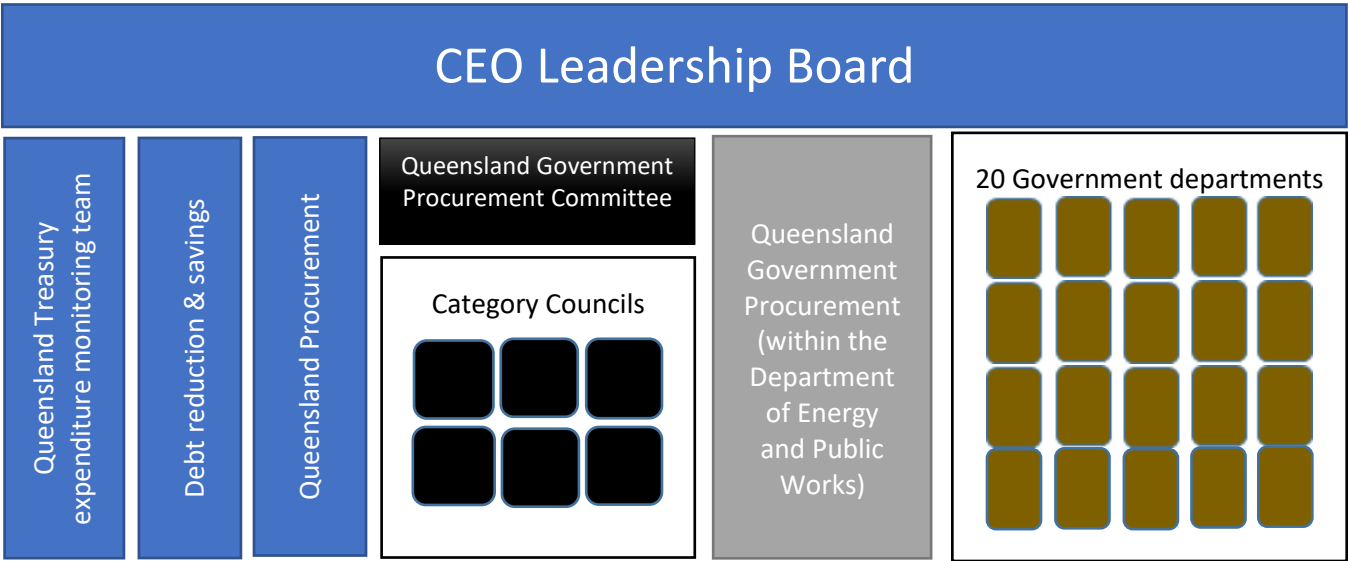 CEO Leadership Board
Queensland Treasury
expenditure monitoring team
Debt reduction & savings
Queensland Procurement
Queensland Government
Procurement Committee
Category Councils
Queensland
Government
Procurement
(within the
Department
of Energy
and Public
Works)
20 Government departments